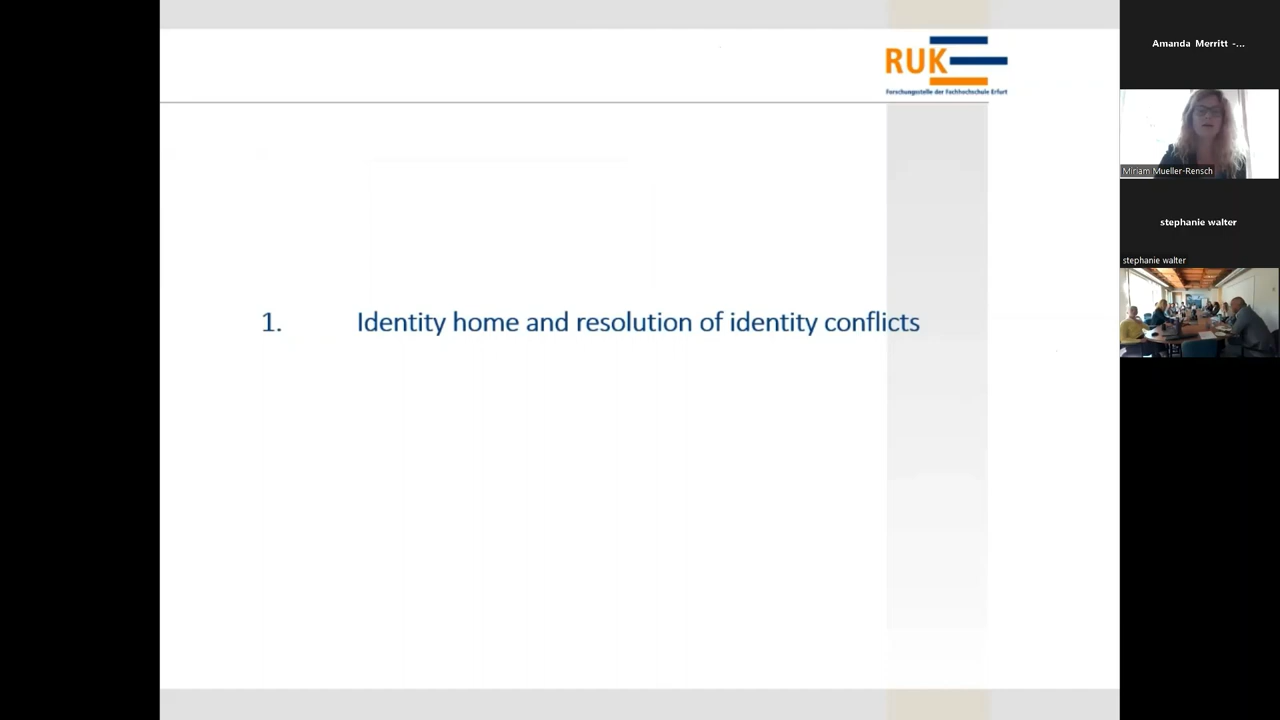 RUK
Forschungsstelle der Fachhochschule Erfurt
1. Identity home and resolution of identity conflicts
Amanda Merritt -...
Miriam Mueller-Rensch
stephanie walter
stephanie walter